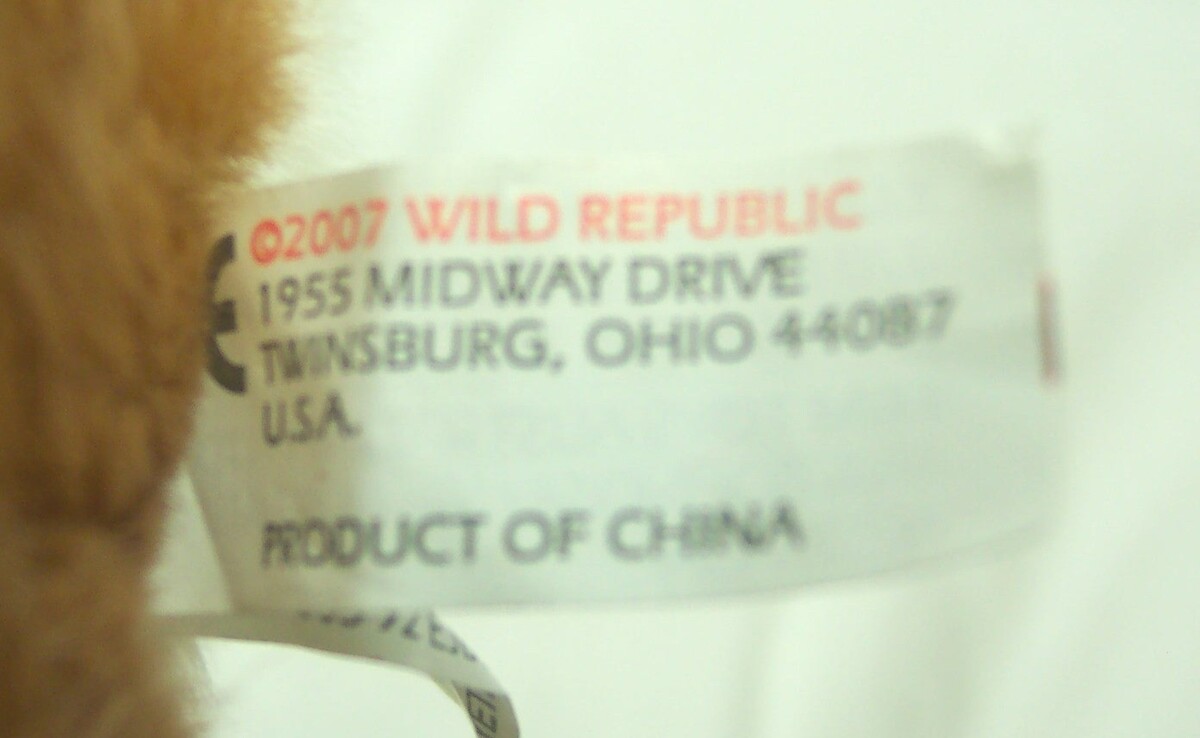 ©2007 WILD REPUBLIC
1955 MIDWAY DRIVE
TWINSBURG, OHIO 44087
U.S.A.
PRODUCT OF CHINA